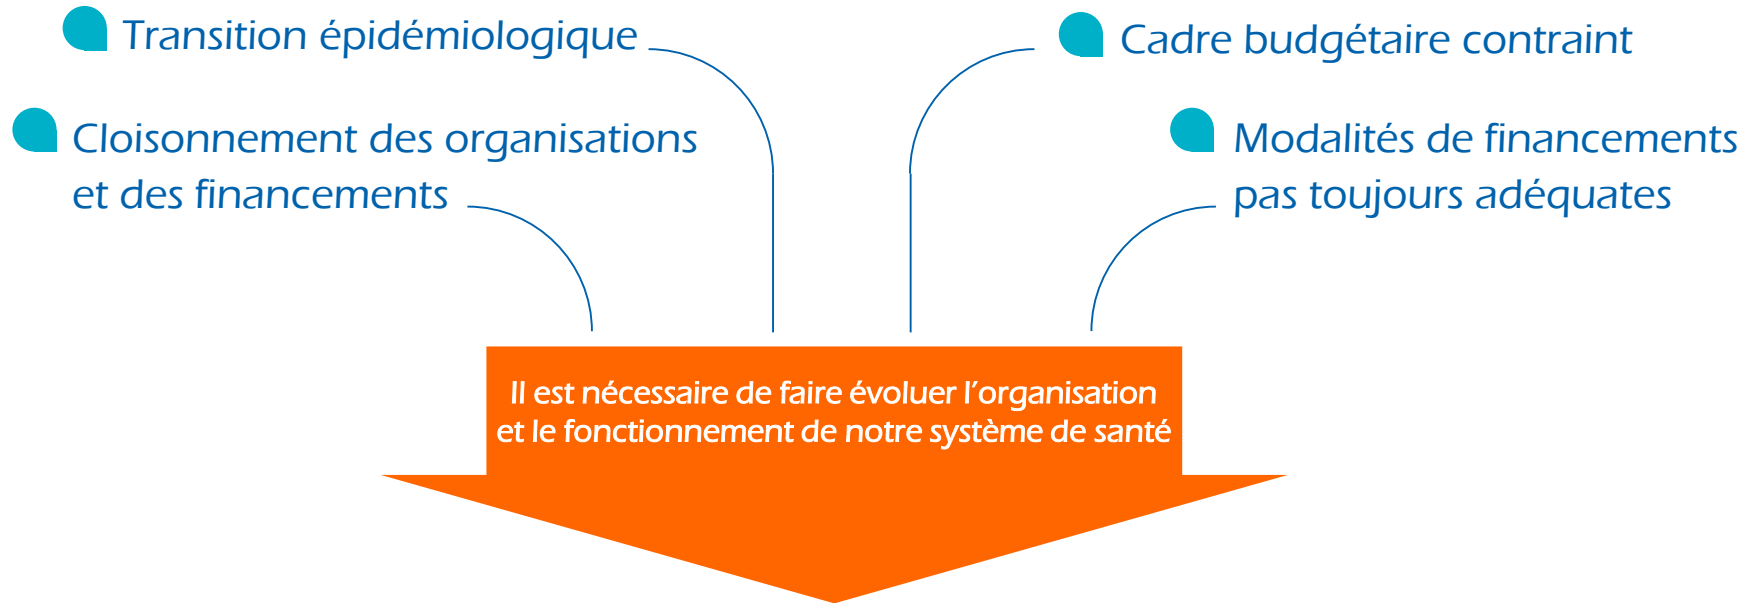 Transition épidémiologique
Cadre budgétaire contraint
Cloisonnement des organisations
et des financements
Modalités de financements
pas toujours adéquates
Il est nécessaire de faire évoluer l’organisation
et le fonctionnement de notre système de santé